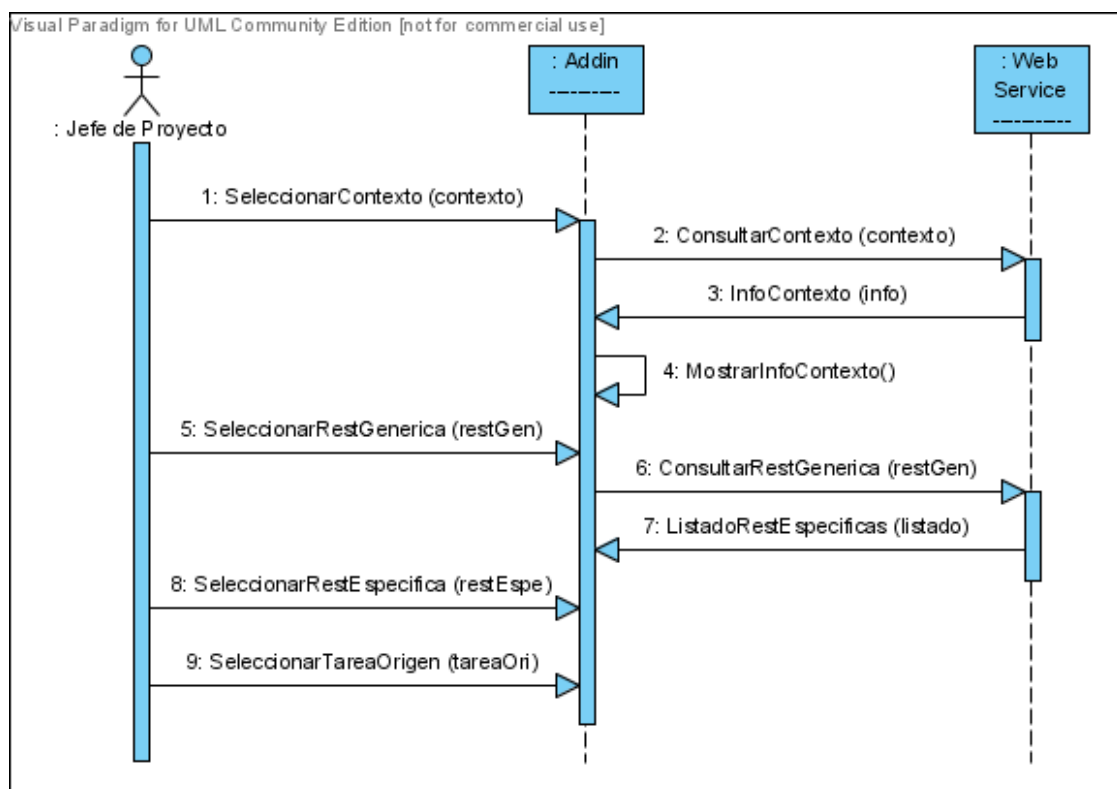 Visual Paradigm for UML Community Edition [not for commercial use]
: Jefe de Proyecto
: Addin
: Web
Service
1: SeleccionarContexto (contexto)
2: ConsultarContexto (contexto)
3: InfoContexto (info)
4: MostrarInfoContexto()
5: SeleccionarRestGenerica (restGen)
6: ConsultarRestGenerica (restGen)
7: ListadoRestEspecificas (listado)
8: SeleccionarRestEspecifica (restEspe)
9: SeleccionarTareaOrigen (tareaOri)